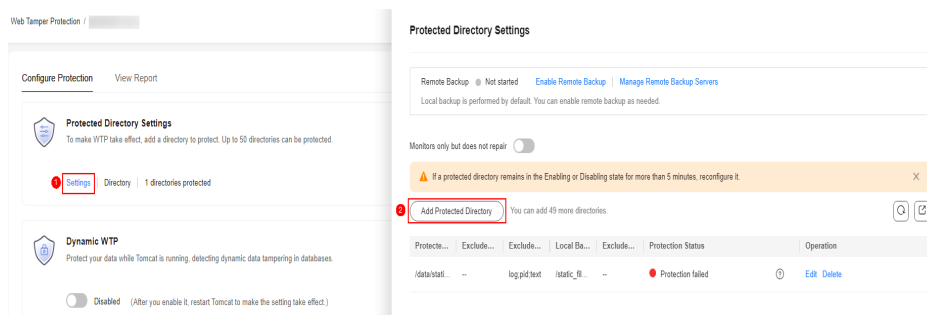 Web Tamper Protection /
Configure Protection View Report
Protected Directory Settings
To make WTP take effect, add a directory to protect. Up to 50 directories can be protected.
1 Settings Directory 1 directories protected
Dynamic WTP
Protect your data while Tomcat is running, detecting dynamic data tampering in databases.
Disabled (After you enable it, restart Tomcat to make the setting take effect.)
Protected Directory Settings
Remote Backup Not started Enable Remote Backup Manage Remote Backup Servers
Local backup is performed by default. You can enable remote backup as needed.
Monitors only but does not repair
If a protected directory remains in the Enabling or Disabling state for more than 5 minutes, reconfigure it.
2 Add Protected Directory You can add 49 more directories.
Protecte... Exclude... Exclude... Local Ba... Exclude... Protection Status Operation
/data/stati... -- log;pid;text /static_fil... -- Protection failed Edit Delete